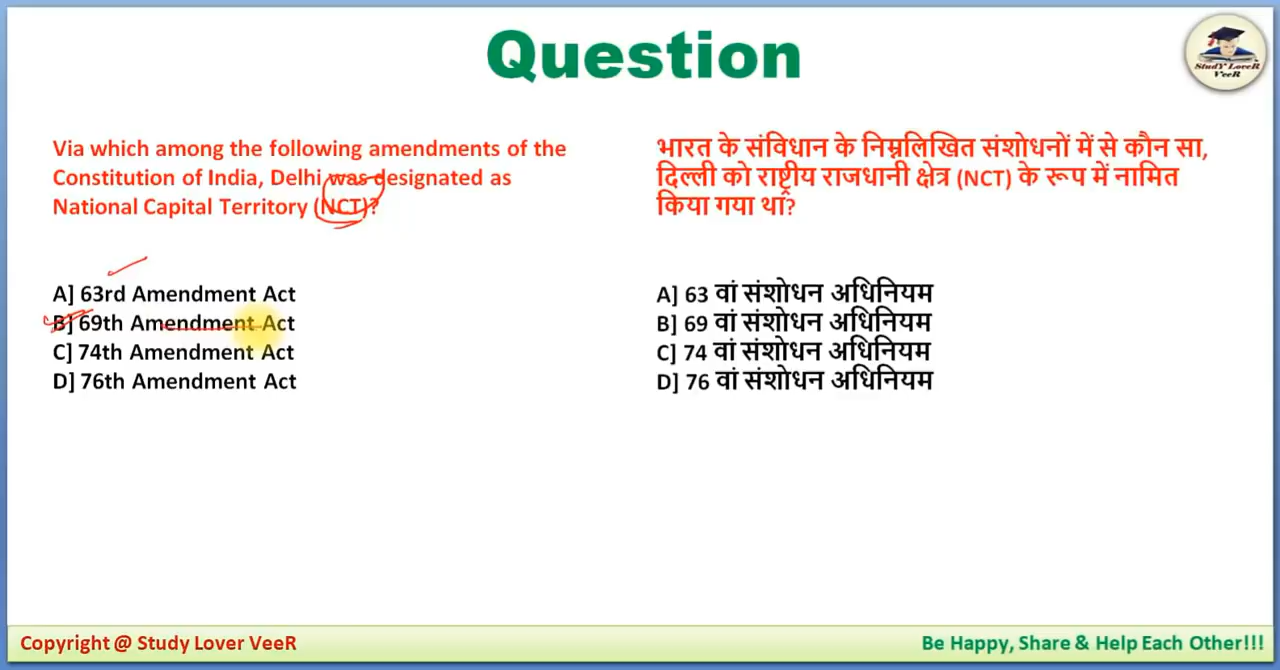 Question
StudY LoveR
VeeR
Via which among the following amendments of the
Constitution of India, Delhi was designated as
National Capital Territory (NCT)?
A] 63rd Amendment Act
B] 69th Amendment Act
C] 74th Amendment Act
D] 76th Amendment Act
भारत के संविधान के निम्नलिखित संशोधनों में से कौन सा,
दिल्ली को राष्ट्रीय राजधानी क्षेत्र (NCT) के रूप में नामित
किया गया था?
A] 63 वां संशोधन अधिनियम
B] 69 वां संशोधन अधिनियम
C] 74 वां संशोधन अधिनियम
D] 76 वां संशोधन अधिनियम
Copyright @ Study Lover VeeR
Be Happy, Share & Help Each Other!!!